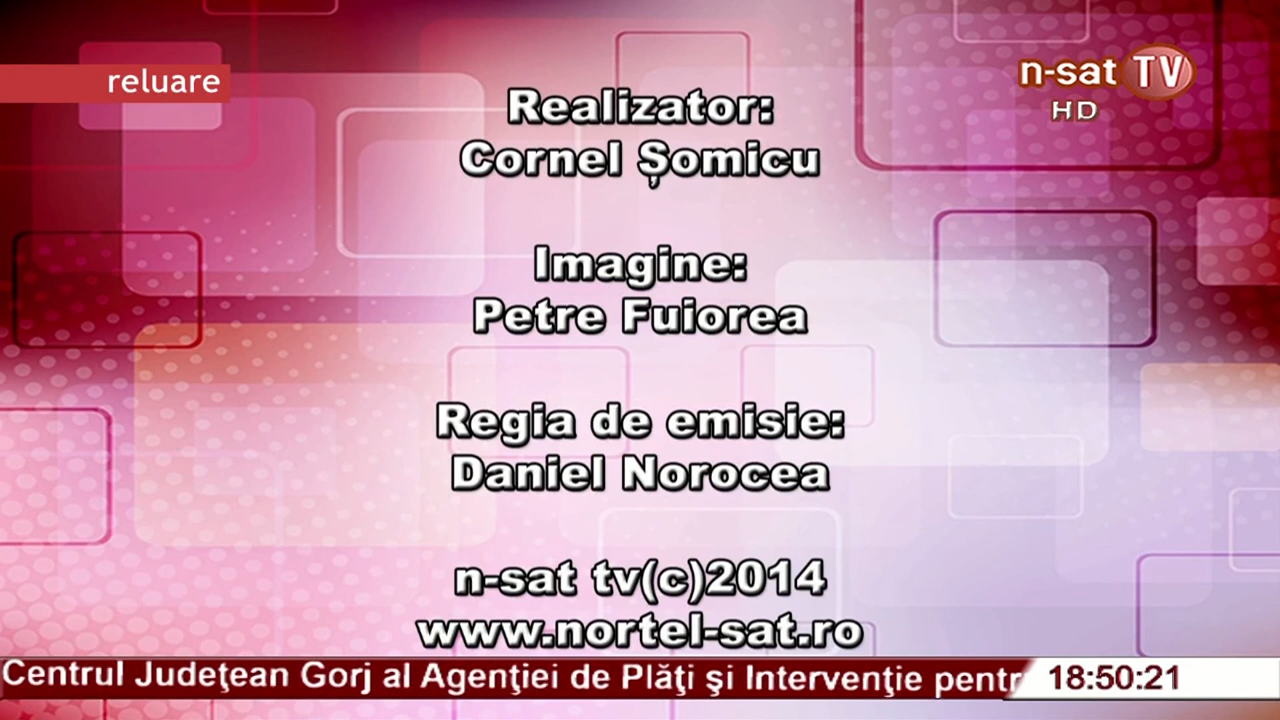 reluare
n-sat TV
HD
Realizator:
Cornel Șomicu
Imagine:
Petre Fuiorea
Regia de emisie:
Daniel Norocea
n-sat tv(c)2014
www.nortel-sat.ro
Centrul Judeţean Gorj al Agenţiei de Plăţi şi Intervenţie pentr
18:50:21